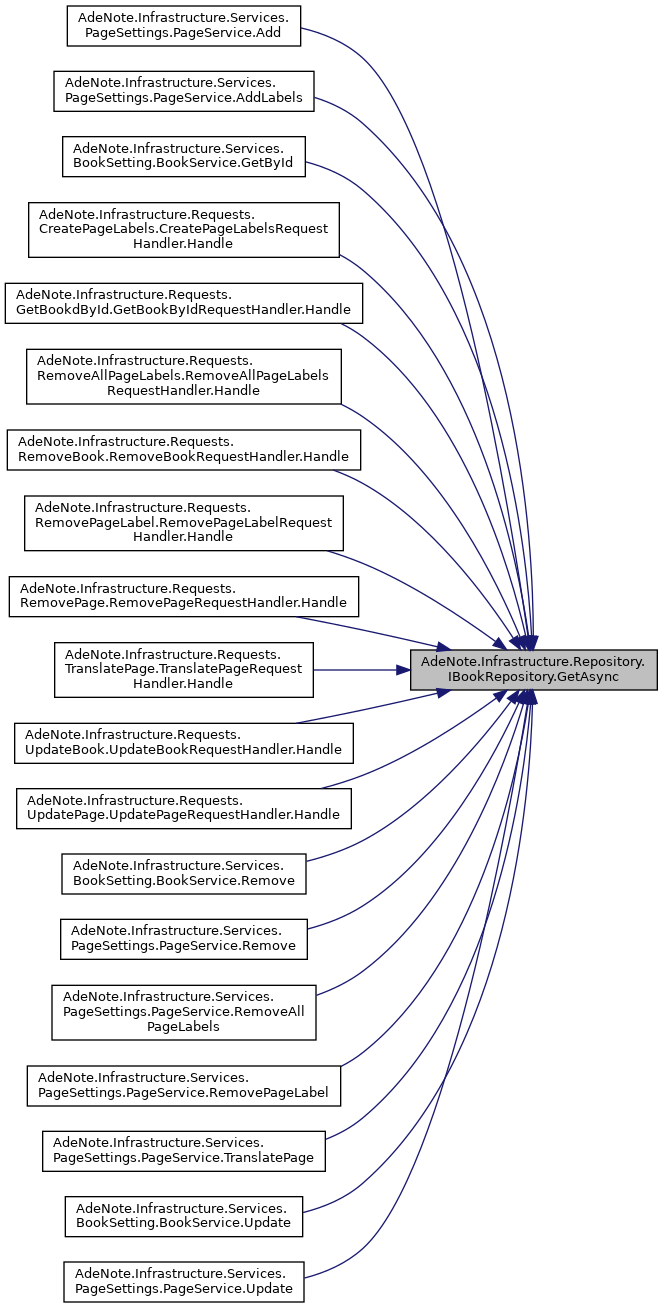 AdeNote.Infrastructure.Services.
PageSettings.PageService.Add
AdeNote.Infrastructure.Services.
PageSettings.PageService.AddLabels
AdeNote.Infrastructure.Services.
BookSetting.BookService.GetById
AdeNote.Infrastructure.Requests.
CreatePageLabels.CreatePageLabelsRequest
Handler.Handle
AdeNote.Infrastructure.Requests.
GetBookdById.GetBookByIdRequestHandler.Handle
AdeNote.Infrastructure.Requests.
RemoveAllPageLabels.RemoveAllPageLabels
RequestHandler.Handle
AdeNote.Infrastructure.Requests.
RemoveBook.RemoveBookRequestHandler.Handle
AdeNote.Infrastructure.Requests.
RemovePageLabel.RemovePageLabelRequest
Handler.Handle
AdeNote.Infrastructure.Requests.
RemovePage.RemovePageRequestHandler.Handle
AdeNote.Infrastructure.Requests.
TranslatePage.TranslatePageRequest
Handler.Handle
AdeNote.Infrastructure.Repository.
IBookRepository.GetAsync
AdeNote.Infrastructure.Requests.
UpdateBook.UpdateBookRequestHandler.Handle
AdeNote.Infrastructure.Requests.
UpdatePage.UpdatePageRequestHandler.Handle
AdeNote.Infrastructure.Services.
BookSetting.BookService.Remove
AdeNote.Infrastructure.Services.
PageSettings.PageService.Remove
AdeNote.Infrastructure.Services.
PageSettings.PageService.RemoveAll
PageLabels
AdeNote.Infrastructure.Services.
PageSettings.PageService.RemovePageLabel
AdeNote.Infrastructure.Services.
PageSettings.PageService.TranslatePage
AdeNote.Infrastructure.Services.
BookSetting.BookService.Update
AdeNote.Infrastructure.Services.
PageSettings.PageService.Update